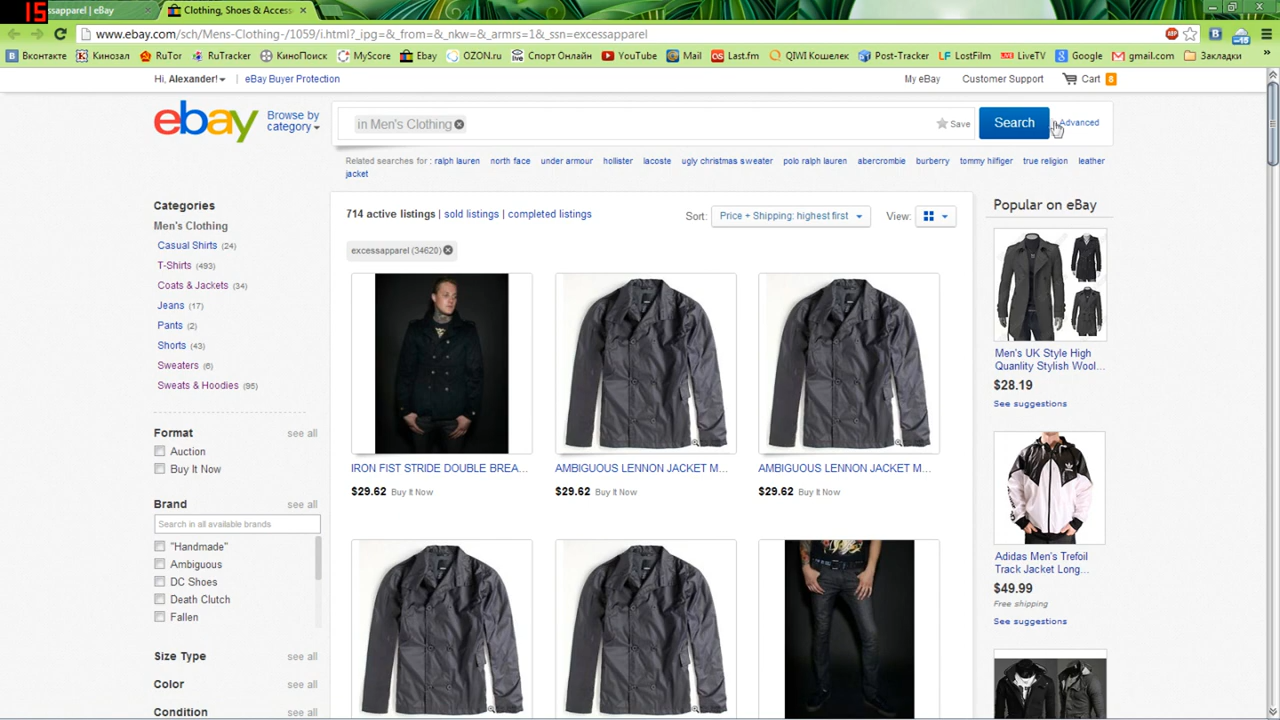 15
ssapparel | eBay
Clothing, Shoes & Access
www.ebay.com/sch/Mens-Clothing-/1059/i.html?_ipg=&_from=&_nkw=&_armrs=1&_ssn=excessapparel
Вконтакте Кинозал RuTor RuTracker КиноПоиск MyScore Ebay OZON.ru Спорт Онлайн YouTube Mail Last.fm QIWI Кошелек Post-Tracker LostFilm LiveTV Google gmail.com Закладки
Hi, Alexander! eBay Buyer Protection My eBay Customer Support Cart 8
ebay
Browse by
category
in Men's Clothing
Save
Search
Advanced
Related searches for : ralph lauren north face under armour hollister lacoste ugly christmas sweater polo ralph lauren abercrombie burberry tommy hilfiger true religion leather
jacket
Categories
Men's Clothing
Casual Shirts (24)
T-Shirts (493)
Coats & Jackets (34)
Jeans (17)
Pants (2)
Shorts (43)
Sweaters (6)
Sweats & Hoodies (95)
Format see all
Auction
Buy It Now
Brand see all
Search in all available brands
"Handmade"
Ambiguous
DC Shoes
Death Clutch
Fallen
Size Type see all
Color see all
Condition see all
714 active listings | sold listings | completed listings
Sort: Price + Shipping: highest first View:
excessapparel (34620)
IRON FIST STRIDE DOUBLE BREA...
$29.62 Buy It Now
AMBIGUOUS LENNON JACKET M...
$29.62 Buy It Now
AMBIGUOUS LENNON JACKET M...
$29.62 Buy It Now
Popular on eBay
Men's UK Style High
Quanlity Stylish Wool...
$28.19
See suggestions
Adidas Men's Trefoil
Track Jacket Long...
$49.99
Free shipping
See suggestions